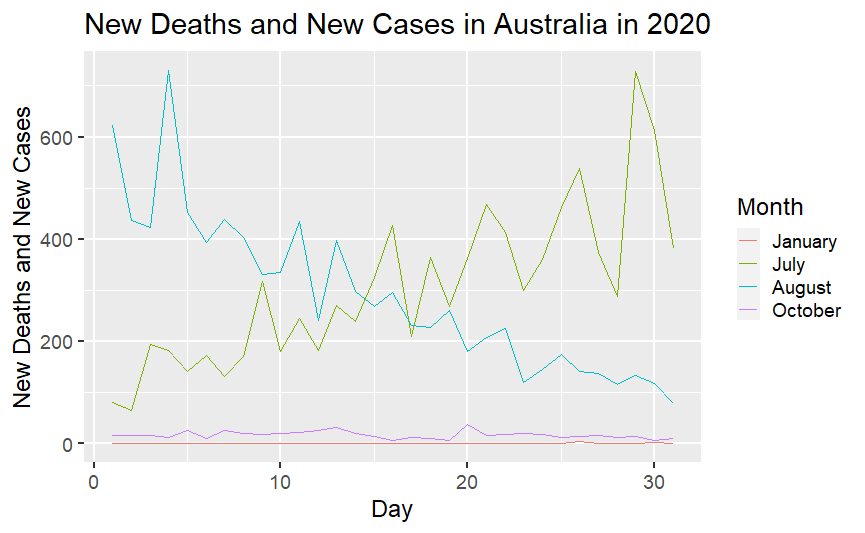 New Deaths and New Cases in Australia in 2020
New Deaths and New Cases
600
400
200
0
0 10 20 30
Day
Month
January
July
August
October